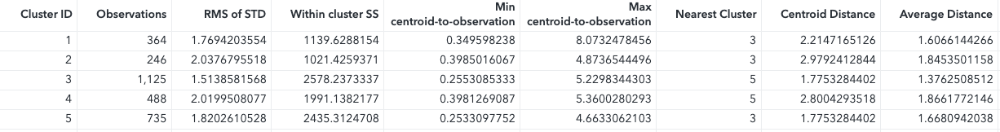 Cluster ID Observations RMS of STD Within cluster SS Min centroid-to-observation Max centroid-to-observation Nearest Cluster Centroid Distance Average Distance
1 364 1.7694203554 1139.6288154 0.349598238 8.0732478456 3 2.2147165126 1.6066144266
2 246 2.0376795518 1021.4259371 0.3985016067 4.8736544496 3 2.9792412844 1.8453501158
3 1,125 1.5138581568 2578.2373337 0.2553085333 5.2298344303 5 1.7753284402 1.3762508512
4 488 2.0199508077 1991.1382177 0.3981269087 5.3600280293 5 2.8004293518 1.8661772146
5 735 1.8202610528 2435.3124708 0.2533097752 4.6633062103 3 1.7753284402 1.6680942038